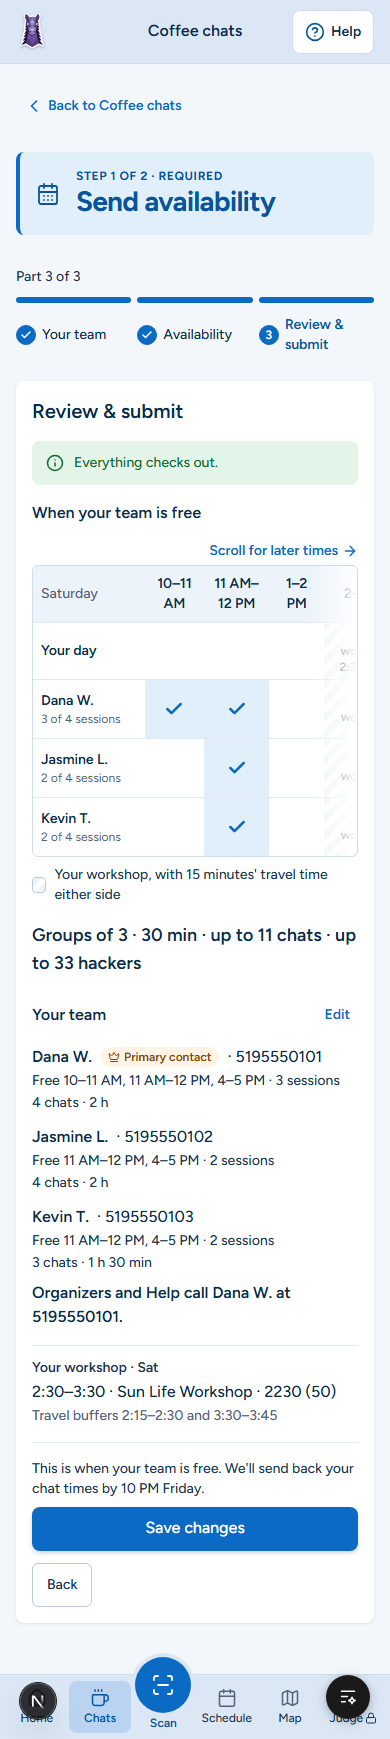 Coffee chats
Help
Back to Coffee chats
STEP 1 OF 2 · REQUIRED
Send availability
Part 3 of 3
Your team
Availability
3
Review &
submit
Review & submit
Everything checks out.
When your team is free
Scroll for later times →
Saturday
10–11
AM
11 AM–
12 PM
1–2
PM
Your day
Dana W.
3 of 4 sessions
Jasmine L.
2 of 4 sessions
Kevin T.
2 of 4 sessions
Your workshop, with 15 minutes' travel time
either side
Groups of 3 · 30 min · up to 11 chats · up
to 33 hackers
Your team
Edit
Dana W. Primary contact · 5195550101
Free 10–11 AM, 11 AM–12 PM, 4–5 PM · 3 sessions
4 chats · 2 h
Jasmine L. · 5195550102
Free 11 AM–12 PM, 4–5 PM · 2 sessions
4 chats · 2 h
Kevin T. · 5195550103
Free 11 AM–12 PM, 4–5 PM · 2 sessions
3 chats · 1 h 30 min
Organizers and Help call Dana W. at
5195550101.
Your workshop · Sat
2:30–3:30 · Sun Life Workshop · 2230 (50)
Travel buffers 2:15–2:30 and 3:30–3:45
This is when your team is free. We'll send back your
chat times by 10 PM Friday.
Save changes
Back
N
Home
Chats
Scan
Schedule
Map
Judge